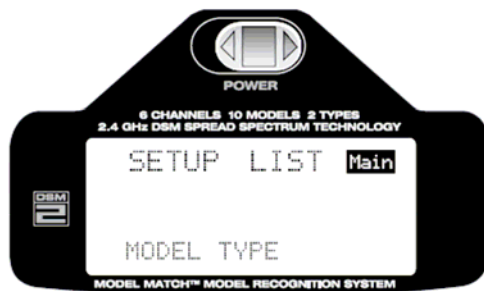 POWER
6 CHANNELS 10 MODELS 2 TYPES
2.4 GHz DSM SPREAD SPECTRUM TECHNOLOGY
SETUP LIST Main
DSM
2
MODEL TYPE
MODEL MATCH™ MODEL RECOGNITION SYSTEM